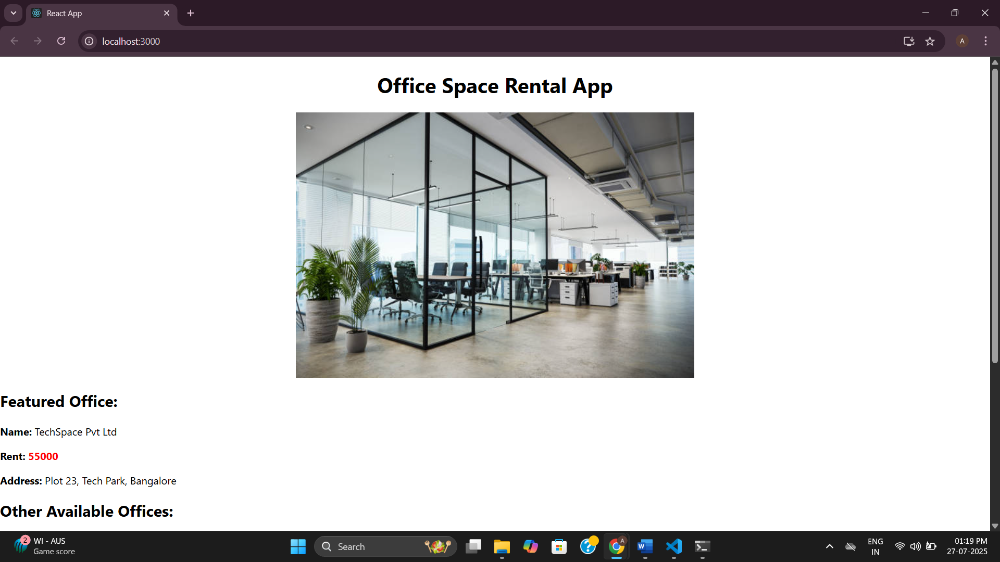 React App
localhost:3000
A
Office Space Rental App
Featured Office:
Name: TechSpace Pvt Ltd
Rent: 55000
Address: Plot 23, Tech Park, Bangalore
Other Available Offices:
2
WI - AUS
Game score
Search
A
W
ENG
IN
01:19 PM
27-07-2025